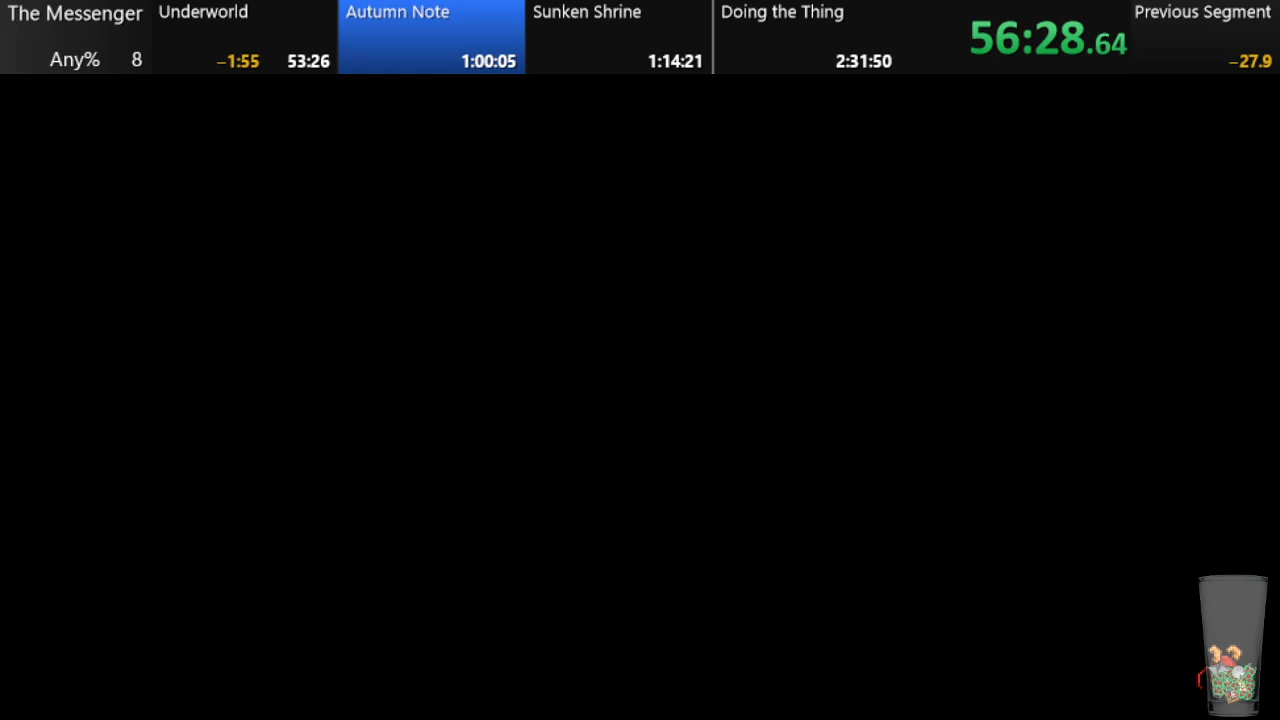 The Messenger
Any% 8
Underworld
−1:55 53:26
Autumn Note
1:00:05
Sunken Shrine
1:14:21
Doing the Thing
2:31:50
56:28.64
Previous Segment
−27.9